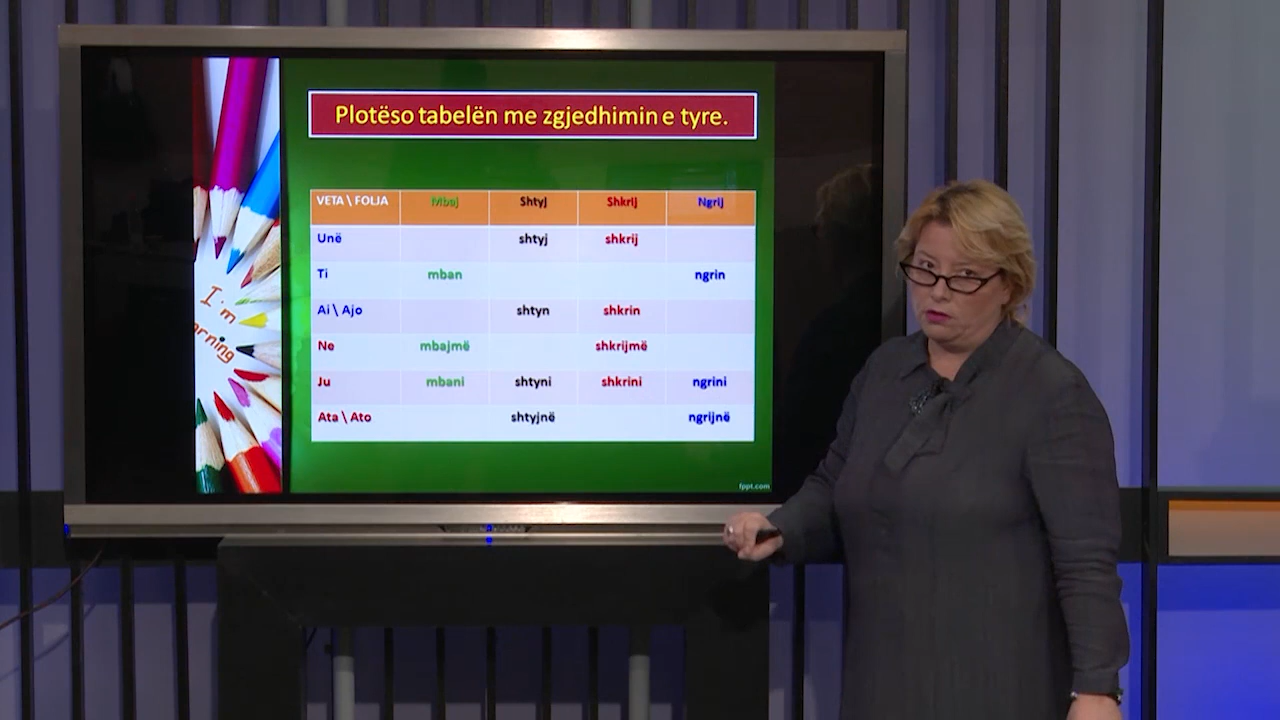 Plotëso tabelën me zgjedhimin e tyre.
VETA \ FOLJA Mbaj Shtyj Shkrij Ngrij
Unë shtyj shkrij
Ti mban ngrin
Ai \ Ajo shtyn shkrin
Ne mbajmë shkrijmë
Ju mbani shtyni shkrini ngrini
Ata \ Ato shtyjnë ngrijnë
I'm
fppt.com